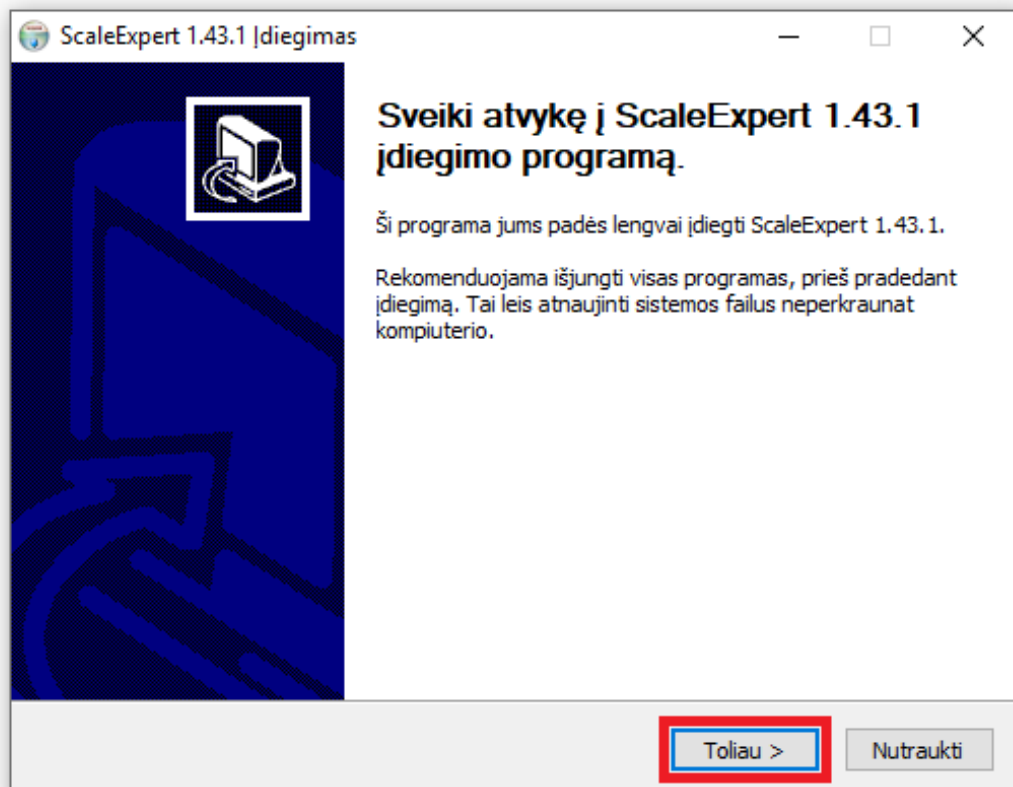 ScaleExpert 1.43.1 Įdiegimas
Sveiki atvykę į ScaleExpert 1.43.1
įdiegimo programą.
Ši programa jums padės lengvai įdiegti ScaleExpert 1.43.1.
Rekomenduojama išjungti visas programas, prieš pradedant
įdiegimą. Tai leis atnaujinti sistemos failus neperkraunat
kompiuterio.
Toliau >
Nutraukti